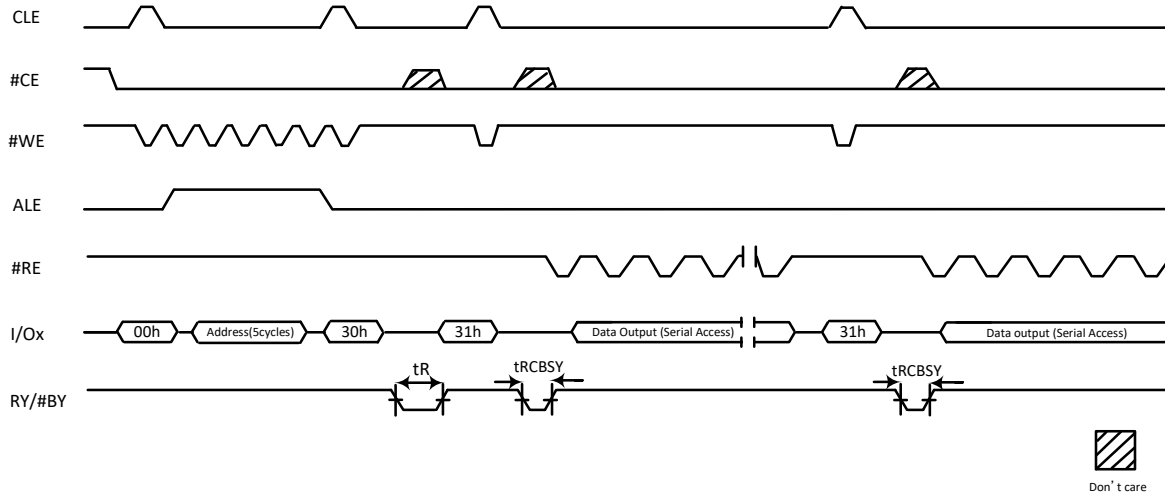 CLE
#CE
#WE
ALE
#RE
I/Ox 00h Address(5cycles) 30h 31h Data Output (Serial Access) 31h Data output (Serial Access)
tR tRCBSY tRCBSY
RY/#BY
Don’t care